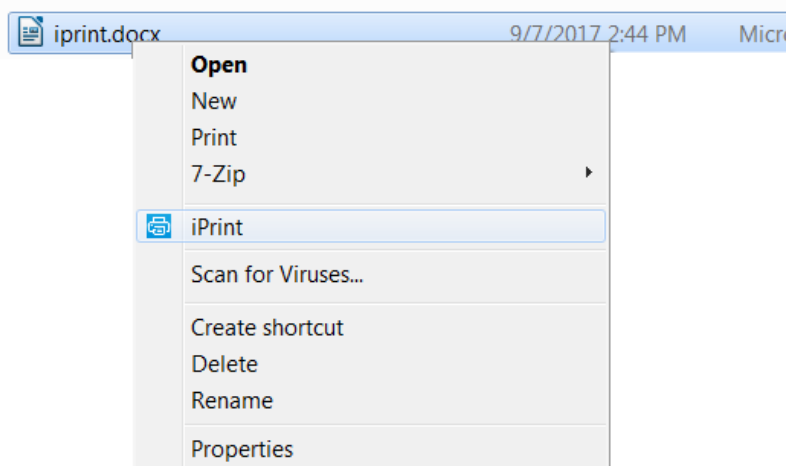 iprint.docx 9/7/2017 2:44 PM
Open
New
Print
7-Zip
iPrint
Scan for Viruses...
Create shortcut
Delete
Rename
Properties